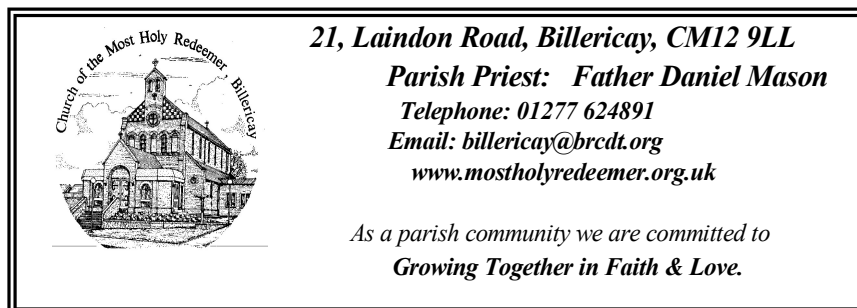 Church of the Most Holy Redeemer, Billericay
21, Laindon Road, Billericay, CM12 9LL
Parish Priest: Father Daniel Mason
Telephone: 01277 624891
Email: billericay@brcdt.org
www.mostholyredeemer.org.uk
As a parish community we are committed to
Growing Together in Faith & Love.